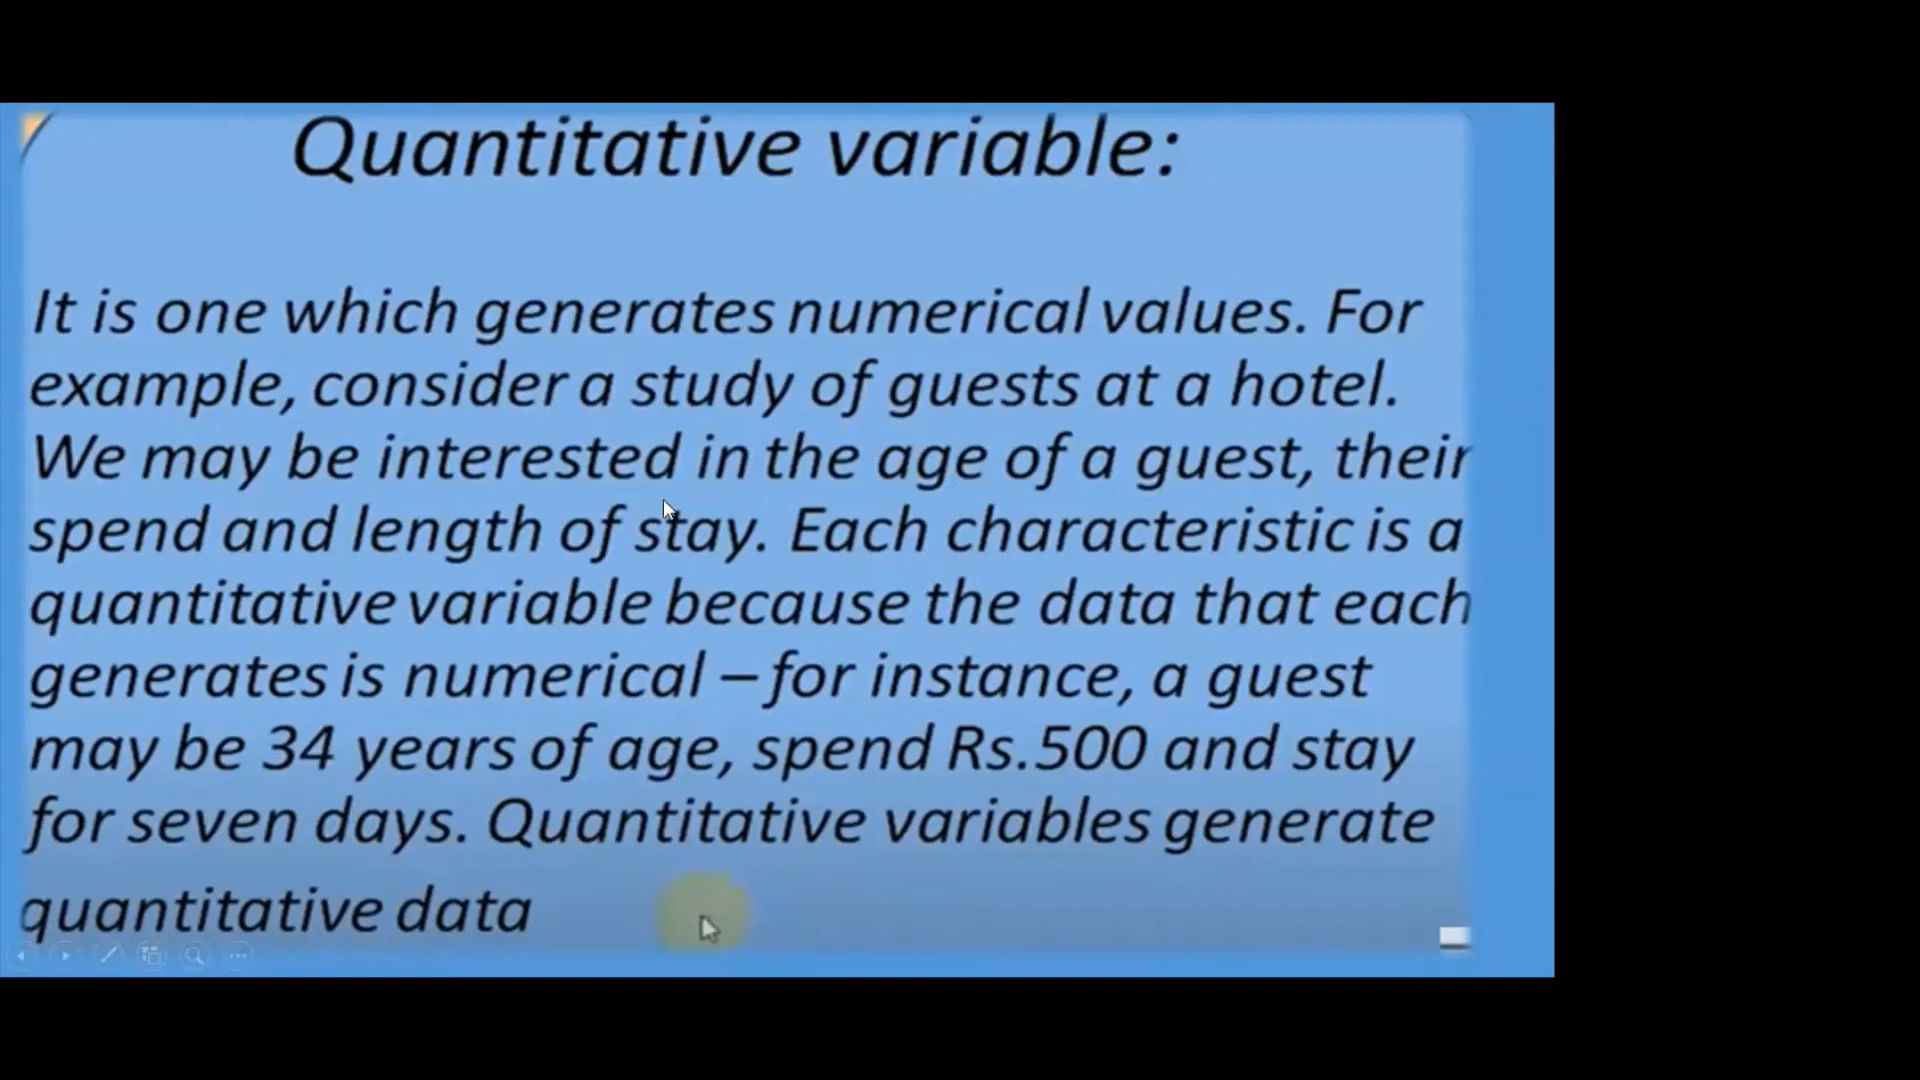 Quantitative variable:
It is one which generates numerical values. For
example, consider a study of guests at a hotel.
We may be interested in the age of a guest, their
spend and length of stay. Each characteristic is a
quantitative variable because the data that each
generates is numerical – for instance, a guest
may be 34 years of age, spend Rs.500 and stay
for seven days. Quantitative variables generate
quantitative data